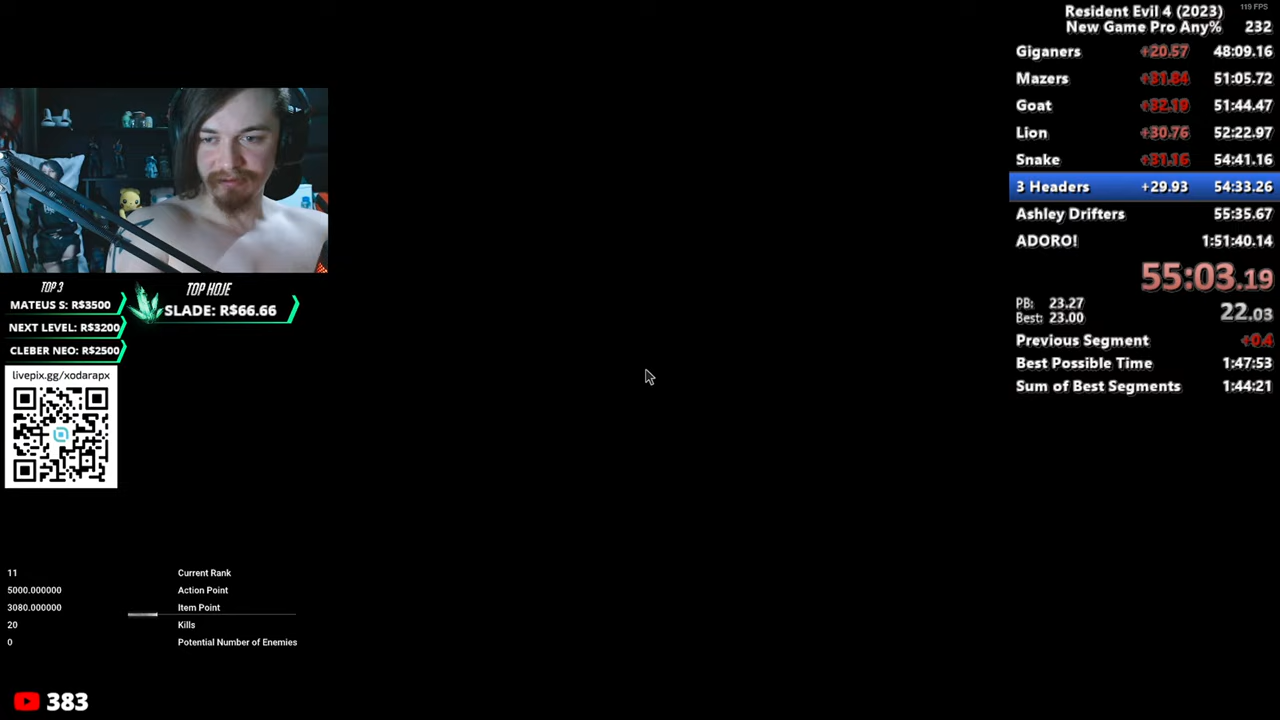 119 FPS
Resident Evil 4 (2023)
New Game Pro Any% 232
Giganers +20.57 48:09.16
Mazers +31.84 51:05.72
Goat +32.19 51:44.47
Lion +30.76 52:22.97
Snake +31.16 54:41.16
3 Headers +29.93 54:33.26
Ashley Drifters 55:35.67
ADORO! 1:51:40.14
55:03.19
PB: 23.27
Best: 23.00 22.03
Previous Segment +0.4
Best Possible Time 1:47:53
Sum of Best Segments 1:44:21
TOP 3
MATEUS S: R$3500
NEXT LEVEL: R$3200
CLEBER NEO: R$2500
TOP HOJE
SLADE: R$66.66
livepix.gg/xodarapx
11 Current Rank
5000.000000 Action Point
3080.000000 Item Point
20 Kills
0 Potential Number of Enemies
383